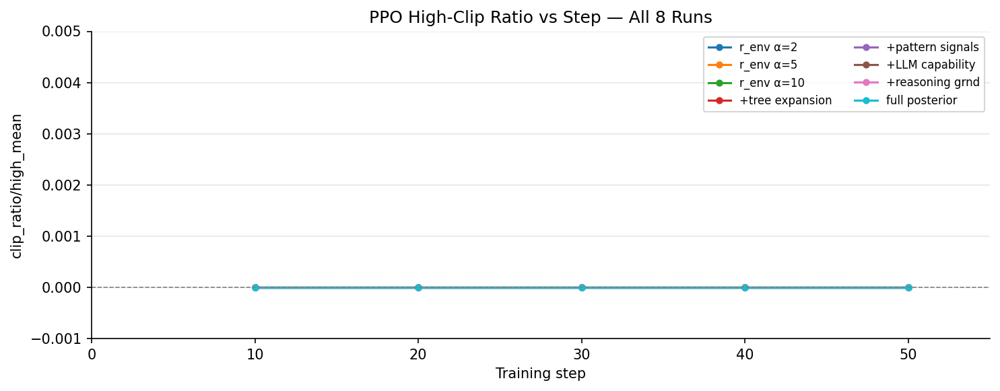 PPO High-Clip Ratio vs Step — All 8 Runs
0.005
0.004
0.003
0.002
0.001
0.000
−0.001
clip_ratio/high_mean
r_env α=2
r_env α=5
r_env α=10
+tree expansion
+pattern signals
+LLM capability
+reasoning grnd
full posterior
0
10
20
30
40
50
Training step